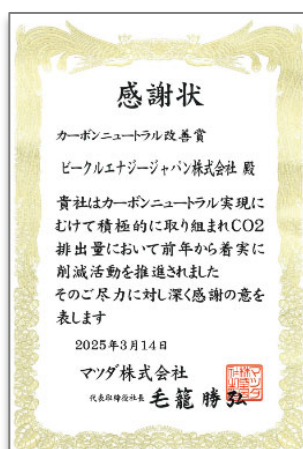 感謝状
カーボンニュートラル改善賞
ビークルエナジージャパン株式会社 殿
貴社はカーボンニュートラル実現に
むけて積極的に取り組まれCO2
排出量において前年から着実に
削減活動を推進されました
そのご尽力に対し深く感謝の意を
表します
2025年3月14日
マツダ株式会社
代表取締役社長 毛籠 勝弘